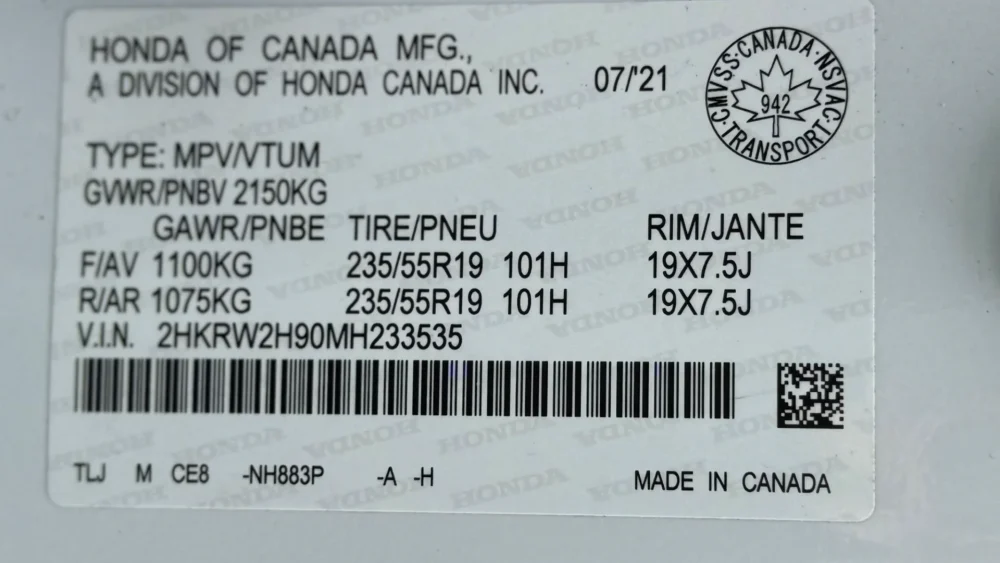 HONDA OF CANADA MFG.,
A DIVISION OF HONDA CANADA INC. 07/'21
CMVSS·CANADA·NSVAC·TRANSPORT·
942
TYPE: MPV/VTUM
GVWR/PNBV 2150KG
GAWR/PNBE TIRE/PNEU RIM/JANTE
F/AV 1100KG 235/55R19 101H 19X7.5J
R/AR 1075KG 235/55R19 101H 19X7.5J
V.I.N. 2HKRW2H90MH233535
TLJ M CE8 -NH883P -A -H MADE IN CANADA